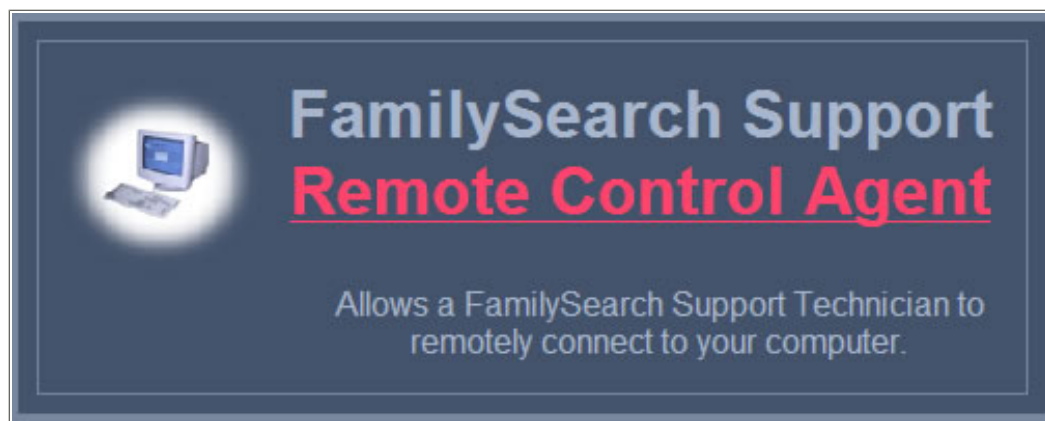 FamilySearch Support
Remote Control Agent
Allows a FamilySearch Support Technician to
remotely connect to your computer.